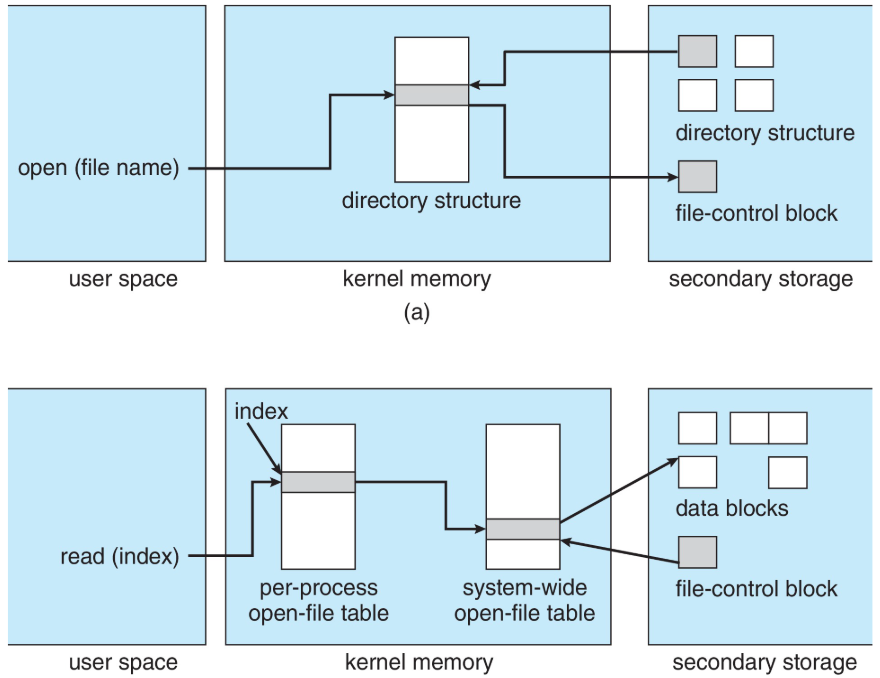 open (file name)
directory structure
directory structure
file-control block
user space
kernel memory
secondary storage
(a)
index
read (index)
per-process
open-file table
system-wide
open-file table
data blocks
file-control block
user space
kernel memory
secondary storage